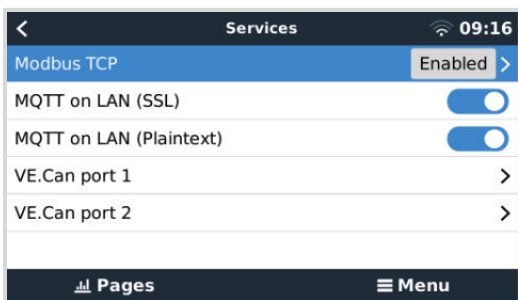 Services 09:16
Modbus TCP Enabled
MQTT on LAN (SSL)
MQTT on LAN (Plaintext)
VE.Can port 1
VE.Can port 2
Pages Menu